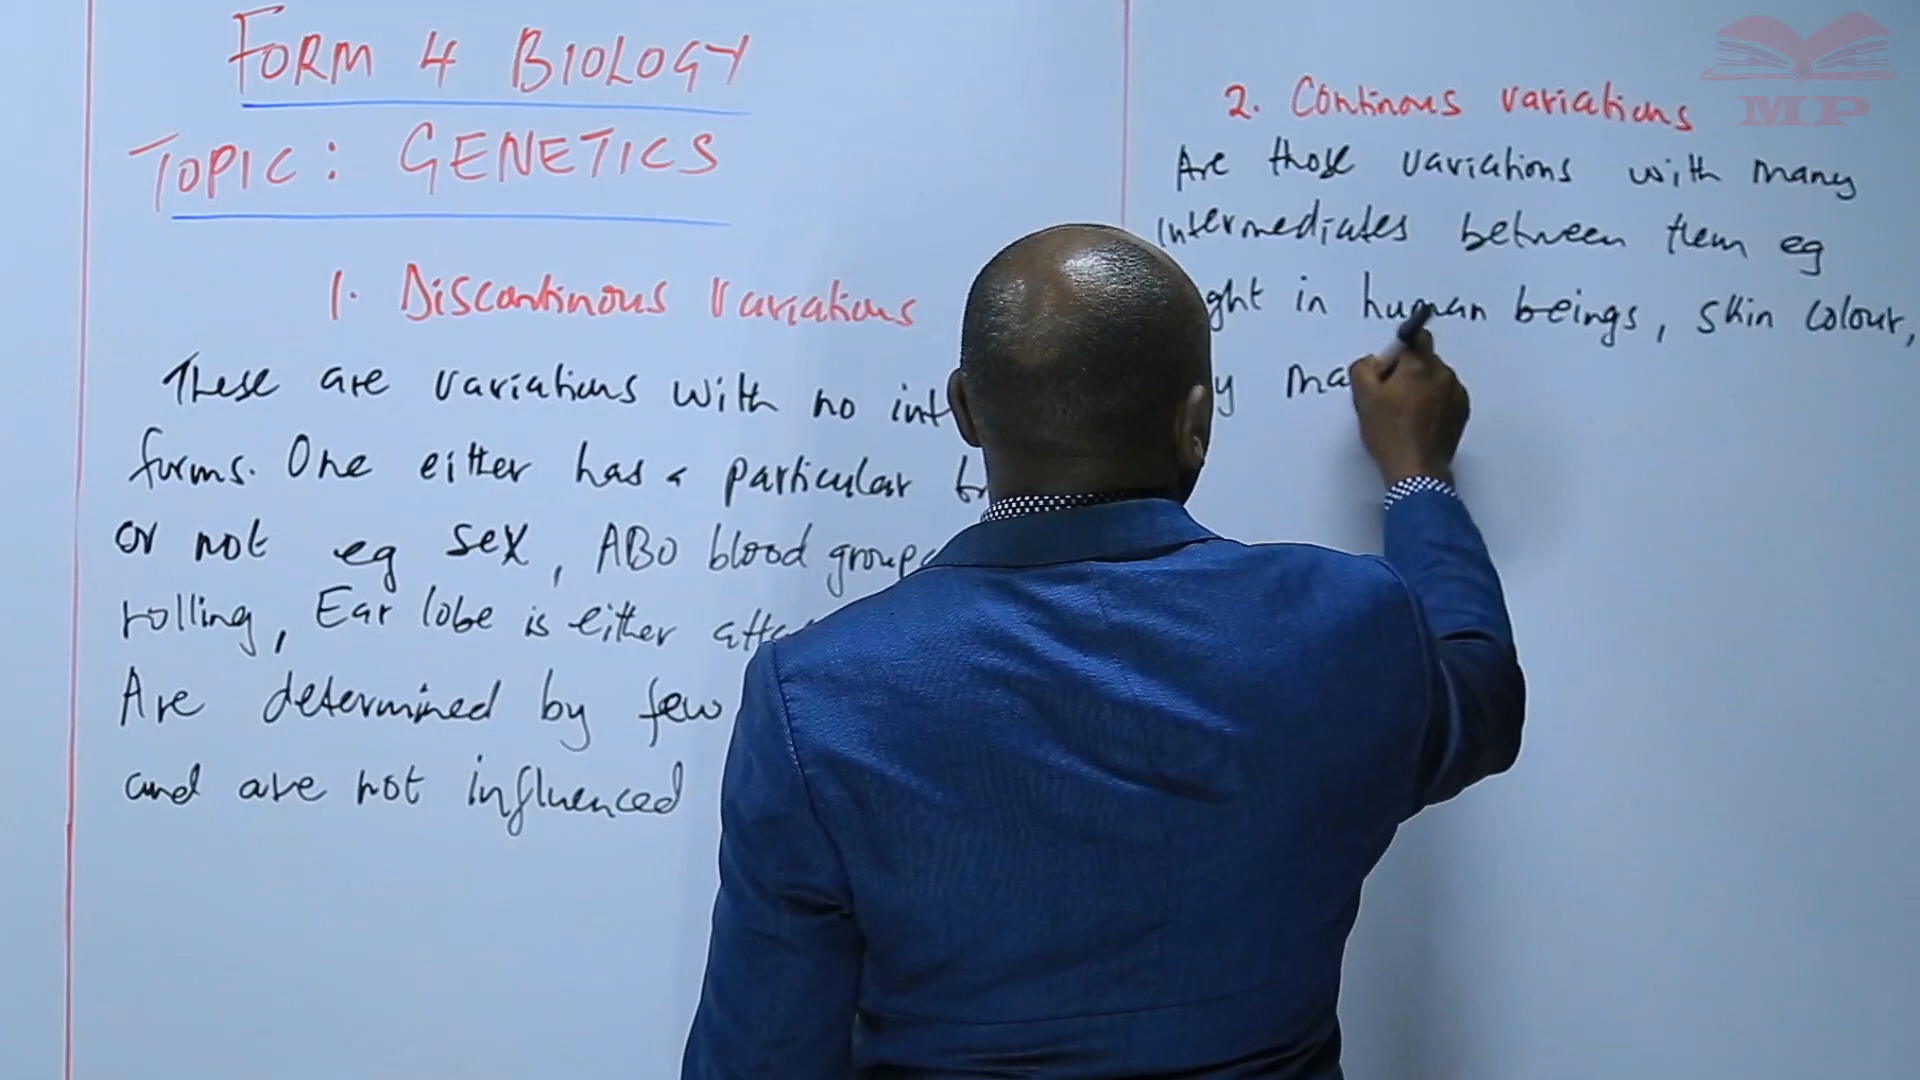 FORM 4 BIOLOGY
TOPIC: GENETICS
1. Discontinous variations
These are variations with no
forms. One either has a particular
or not eg sex, ABO blood
rolling, Ear lobe is either
Are determined by few
and are not influenced
2. Continous variations
Are those variations with many
intermediates between them eg
in human beings, skin colour,
MP